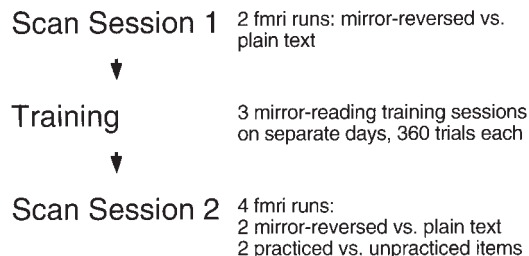 Scan Session 1
2 fmri runs: mirror-reversed vs.
plain text
Training
3 mirror-reading training sessions
on separate days, 360 trials each
Scan Session 2
4 fmri runs:
2 mirror-reversed vs. plain text
2 practiced vs. unpracticed items